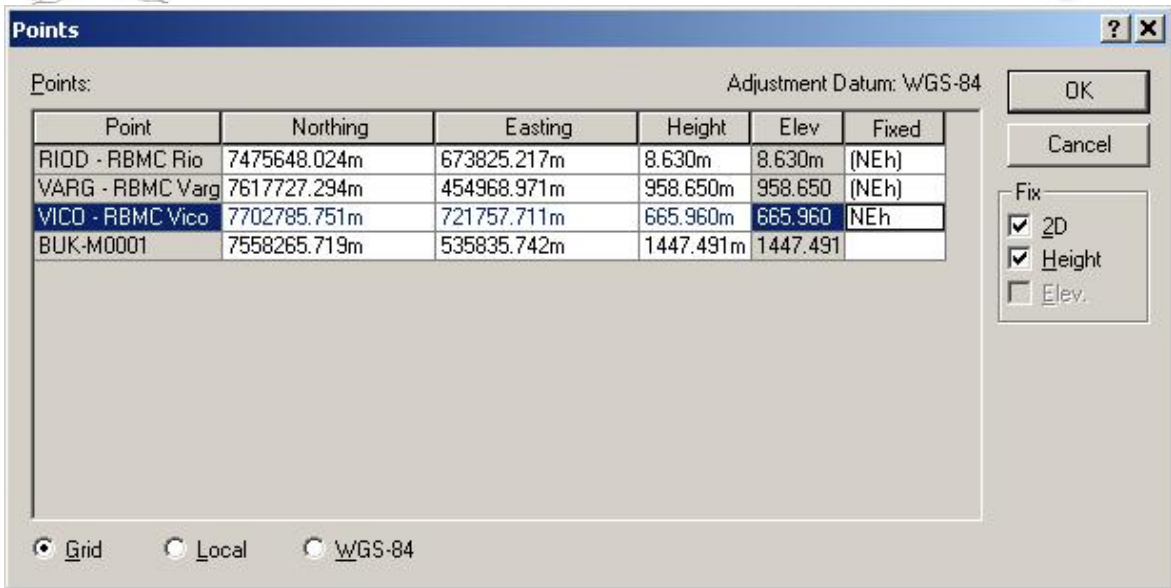 Points
Points: Adjustment Datum: WGS-84
OK
Cancel
Point Northing Easting Height Elev Fixed
RIOD - RBMC Rio 7475648.024m 673825.217m 8.630m 8.630m (NEh)
VARG - RBMC Varg 7617727.294m 454968.971m 958.650m 958.650 (NEh)
VICO - RBMC Vico 7702785.751m 721757.711m 665.960m 665.960 NEh
BUK-M0001 7558265.719m 535835.742m 1447.491m 1447.491
Fix
2D
Height
Elev.
Grid Local WGS-84